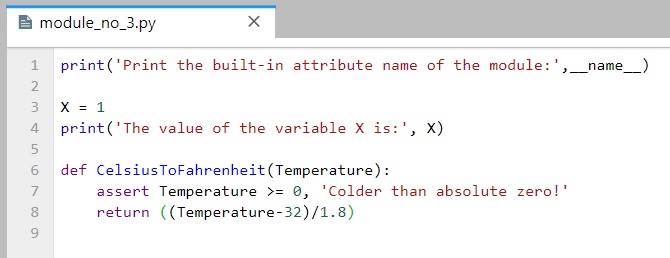 module_no_3.py
1 print('Print the built-in attribute name of the module:',__name__)
2
3 X = 1
4 print('The value of the variable X is:', X)
5
6 def CelsiusToFahrenheit(Temperature):
7     assert Temperature >= 0, 'Colder than absolute zero!'
8     return ((Temperature-32)/1.8)
9